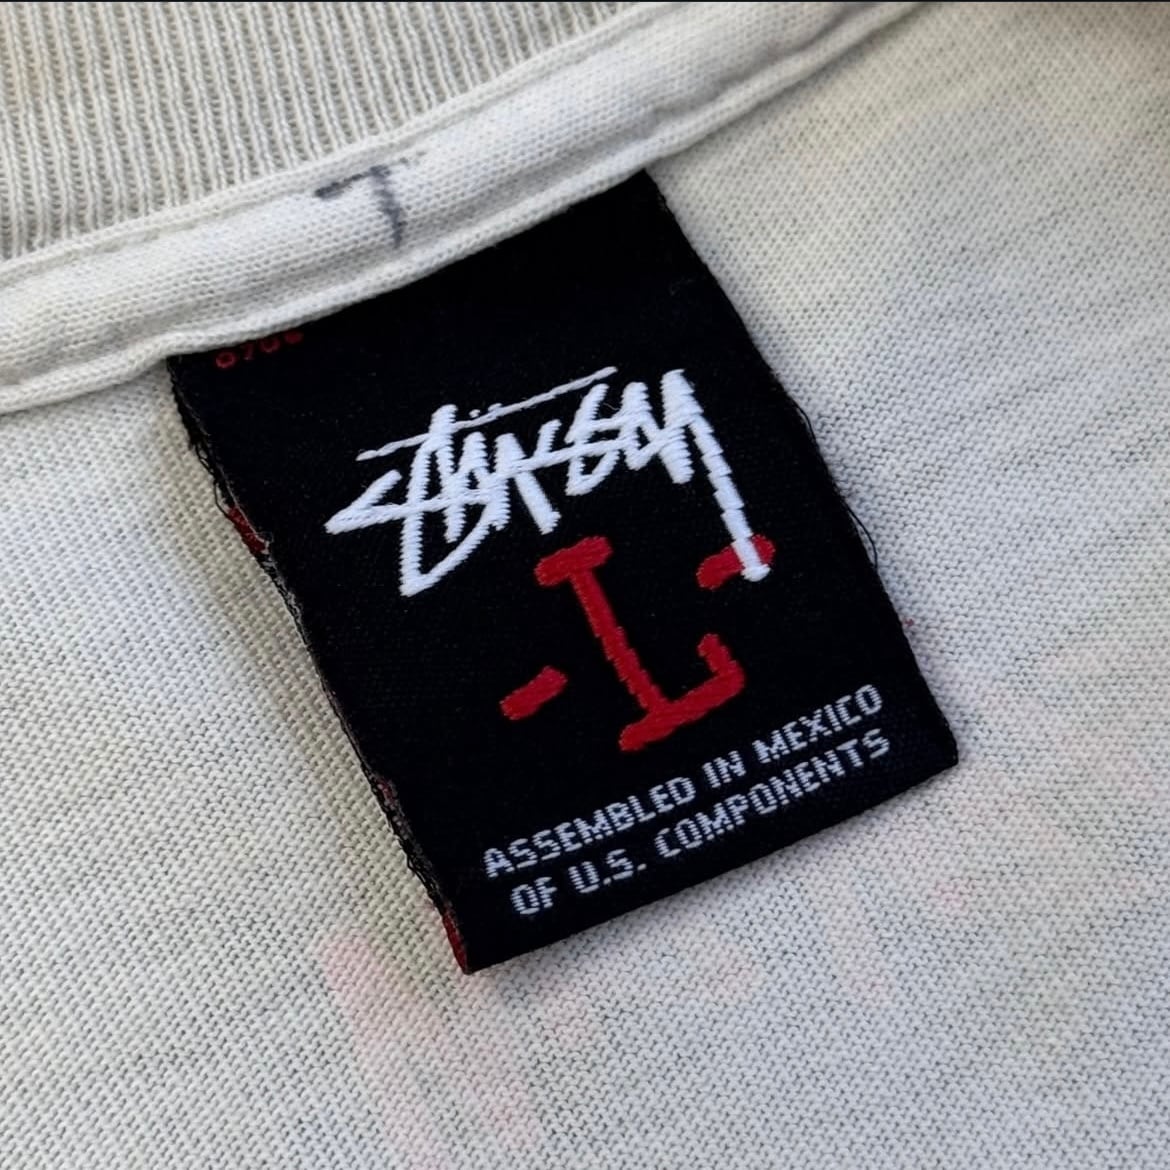 STÜSSY
-L-
ASSEMBLED IN MEXICO
OF U.S. COMPONENTS